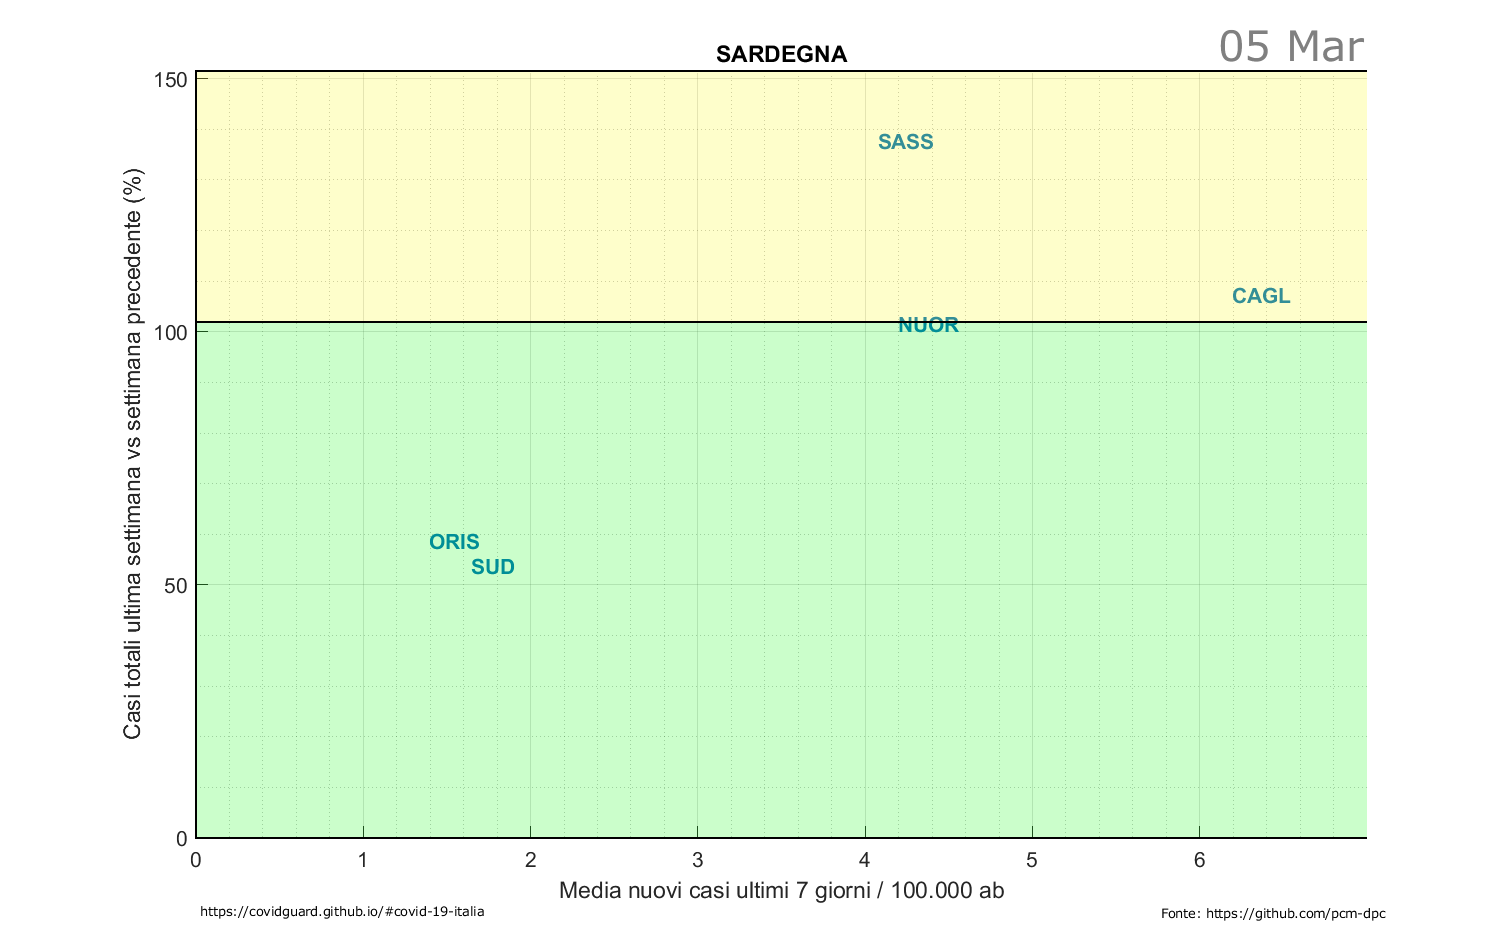 05 Mar
SARDEGNA
Casi totali ultima settimana vs settimana precedente (%)
150
100
50
0
SASS
CAGL
NUOR
ORIS
SUD
0 1 2 3 4 5 6
Media nuovi casi ultimi 7 giorni / 100.000 ab
https://covidguard.github.io/#covid-19-italia
Fonte: https://github.com/pcm-dpc